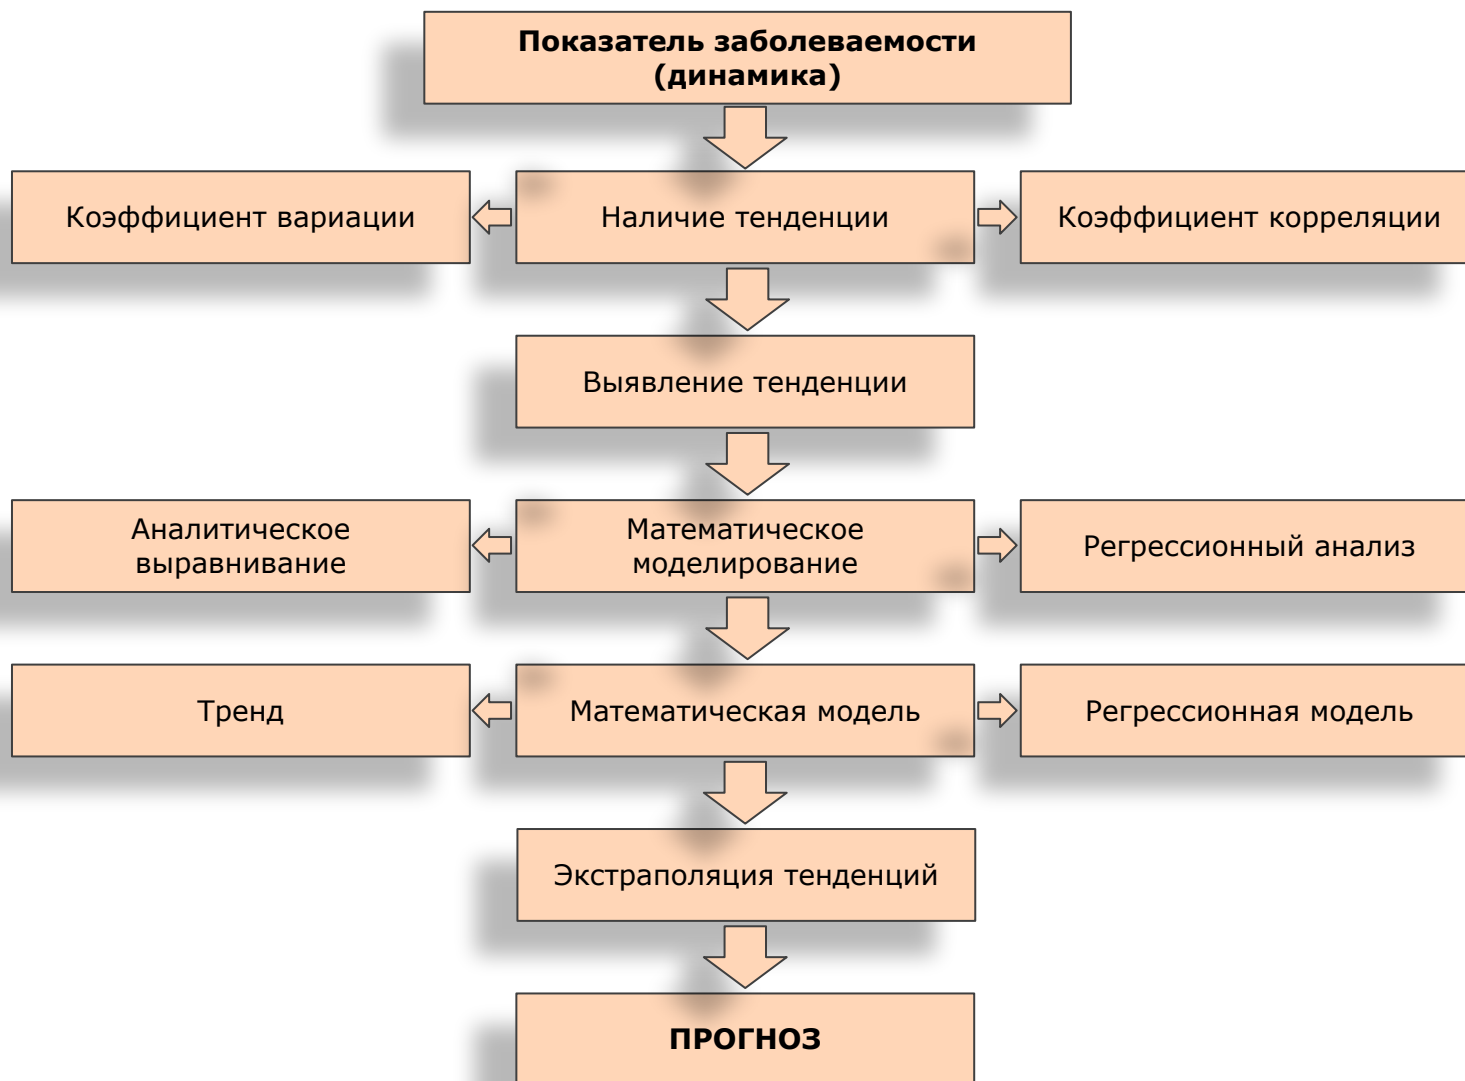 Показатель заболеваемости
(динамика)
Коэффициент вариации
Наличие тенденции
Коэффициент корреляции
Выявление тенденции
Аналитическое
выравнивание
Математическое
моделирование
Регрессионный анализ
Тренд
Математическая модель
Регрессионная модель
Экстраполяция тенденций
ПРОГНОЗ